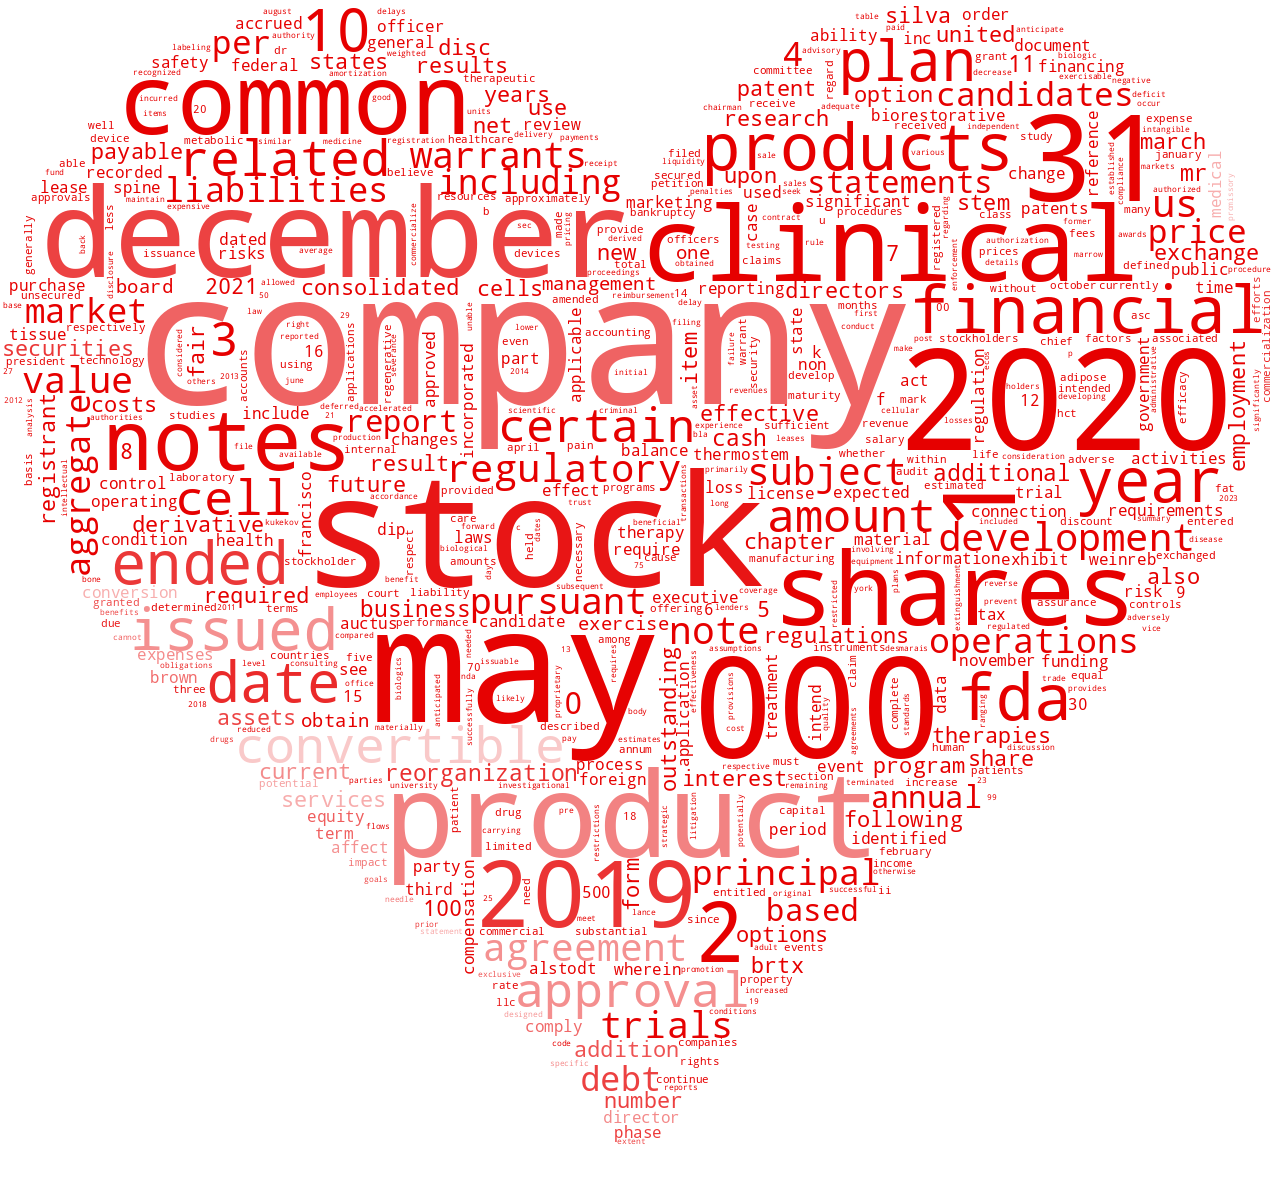 august delays
accrued 10 officer
labeling authority general
per dr disc
safety federal states results
recognized amortization weighted therapeutic
common
incurred 20 good units years
items use
well net review
device metabolic similar medicine registration healthcare delivery payments
payable related warrants
able believe receipt
fund recorded including
lease spine liabilities resources approximately
approvals maintain expensive b
less december commercialize sec made pricing provide
generally dated back average devices new derived
issuance risks total
disclosure proceedings
purchase board 2021 allowed consolidated cells management
unsecured 50 amended reimbursement 14
base market law right 29 company
table paid anticipate
silva order
ability inc united
4 advisory regard document
plan grant biologic
committee 11 financing
decrease exercisable negative
patent option candidates deficit
receive occur
chairman adequate biorestorative
research received independent study 31 expense
products intangible
filed liquidity sale various march
secured january
petition upon statements change reference established compliance markets mr medical promissory
penalties sales
used seek stem class patents authorized many us
marketing case significant
bankruptcy contract u procedures registered regarding former awards
officers clinical authorization fees price
one testing rule 7 prices details marrow exchange
claims obtained enforcement defined public procedure
reporting directors without october currently time
delay months 00 asc efforts
filing first financial
conduct
tissue respectively considered fair 3 reported 16 applications regenerative severance unable lower
president technology even accounting state post stockholders chief factors associated
securities using part applicable item failure warrant security k make p
27 others 2013 accounts june approved 2014 initial non 2020 ecos
value develop act regulation adipose government administrative efficacy commercialization
2012 costs authorities include deferred accelerated incorporated asset revenues maturity f mark holders 12 intended developing employment significantly
analysis studies 21 scientific criminal certain effective experience cellular losses hct
notes report april cash bla leases sufficient revenue life consideration
registrant aggregate 8 file production changes pain balance thermostem salary whether within audit adverse activities
basis internal
intellectual control laboratory available result regulatory primarily subject additional estimated year fat
operating future accordance provided effect programs transactions loss license expected trial 2023
cell long 1 requirements summary
derivative kukekov francisco stock care forward trust beneficial amount connection included discount entered
condition health dip respect laws c held dates therapy chapter material development disease
stockholder biological necessary require manufacturing involving information exhibit weinreb exchanged
bone ended amounts day cause equipment
benefit subsequent 75 shares plans extinguishment reverse also
conversion required employees court liability coverage restricted york prevent assurance risk 9
granted determined 2011 terms business pursuant executive tax controls
benefits offering 6 lenders 5 regulated adversely
due issued auctus performance candidate exercise note vice
cannot compared needed may among regulations operations
expenses countries level consulting five 13 requires assumptions instruments desmarais november funding
obligations see biologics 70 issuable nda outstanding effectiveness claim trade equal
brown date office anticipated likely proprietary application treatment data provides
three 15 successfully 0 body provisions intend quality complete standards fda 30
2018 materially described 000 cost agreements ranging
assets reduced obtain pay estimates therapies
drugs convertible annum human discussion
process respective must event program share
current parties reorganization foreign interest section terminated increase patients
potential university investigational remaining 23
services patient product annual 99
equity flows drug pre 18 strategic litigation potentially capital following
term carrying restrictions period identified
affect limited february
impact party 2019 form principal income
goals third compensation 25 need 500 entitled original successful otherwise ii
needle 100 meet lance since 2 based
prior commercial substantial options
statement agreement adult events
alstodt wherein promotion brtx
exclusive property
rate approval increased
llc 19
designed conditions
comply trials
code companies
addition
specific rights
debt continue
reports
number
director
phase
extent